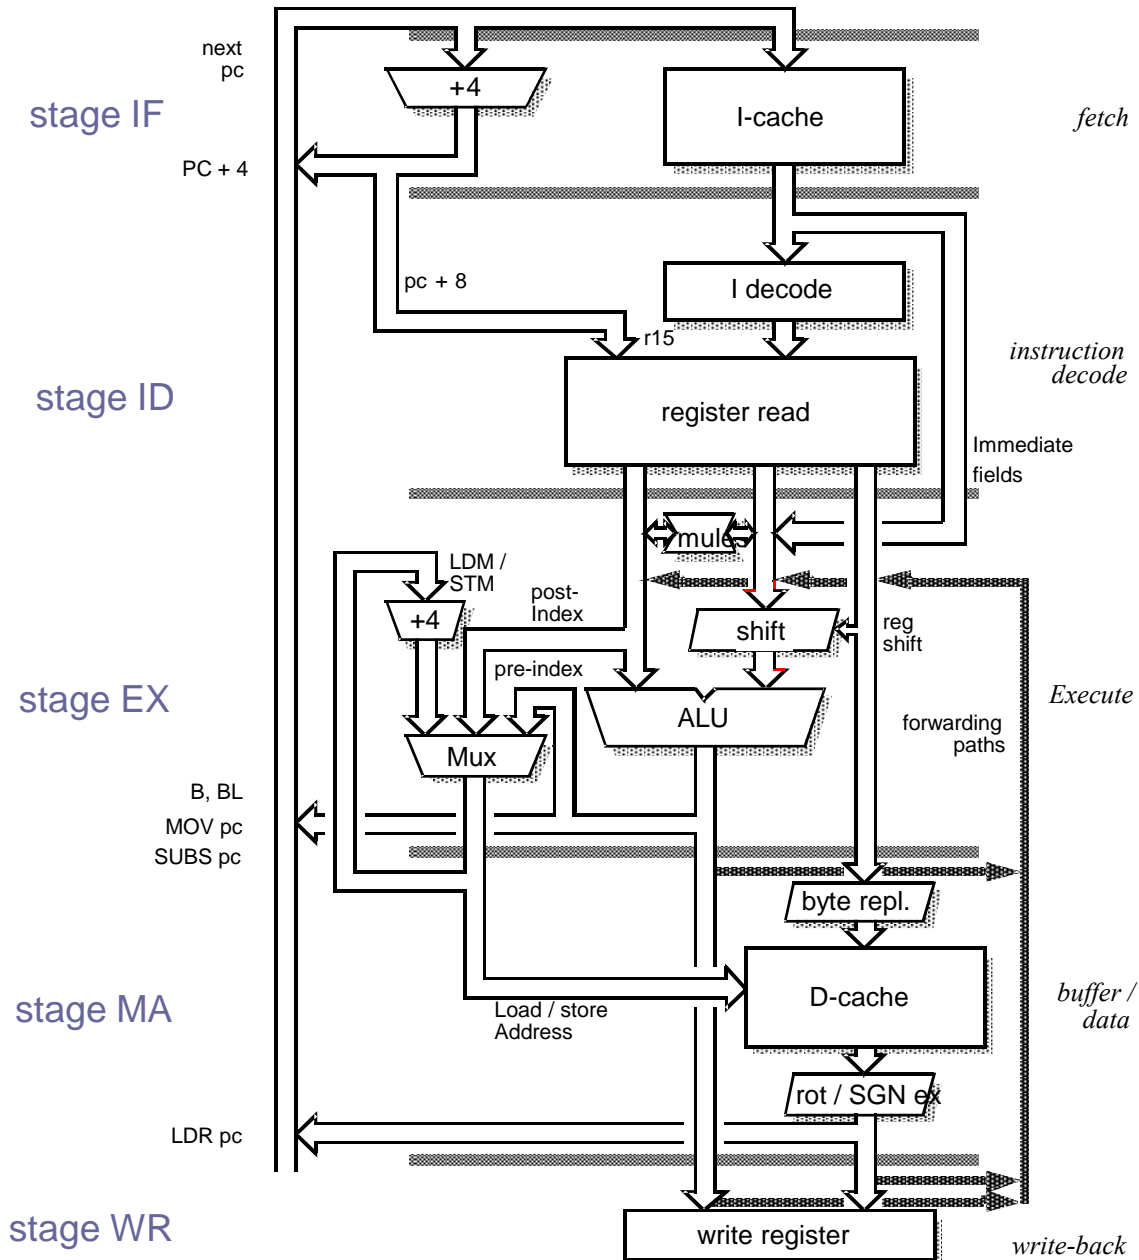 next
pc
+4
stage IF
I-cache
fetch
PC + 4
pc + 8
I decode
r15
instruction
decode
stage ID
register read
Immediate
fields
mules
LDM /
STM
post-
Index
+4
shift
reg
shift
pre-index
stage EX
ALU
Execute
forwarding
paths
Mux
B, BL
MOV pc
SUBS pc
byte repl.
stage MA
D-cache
buffer /
data
Load / store
Address
rot / SGN ex
LDR pc
stage WR
write register
write-back